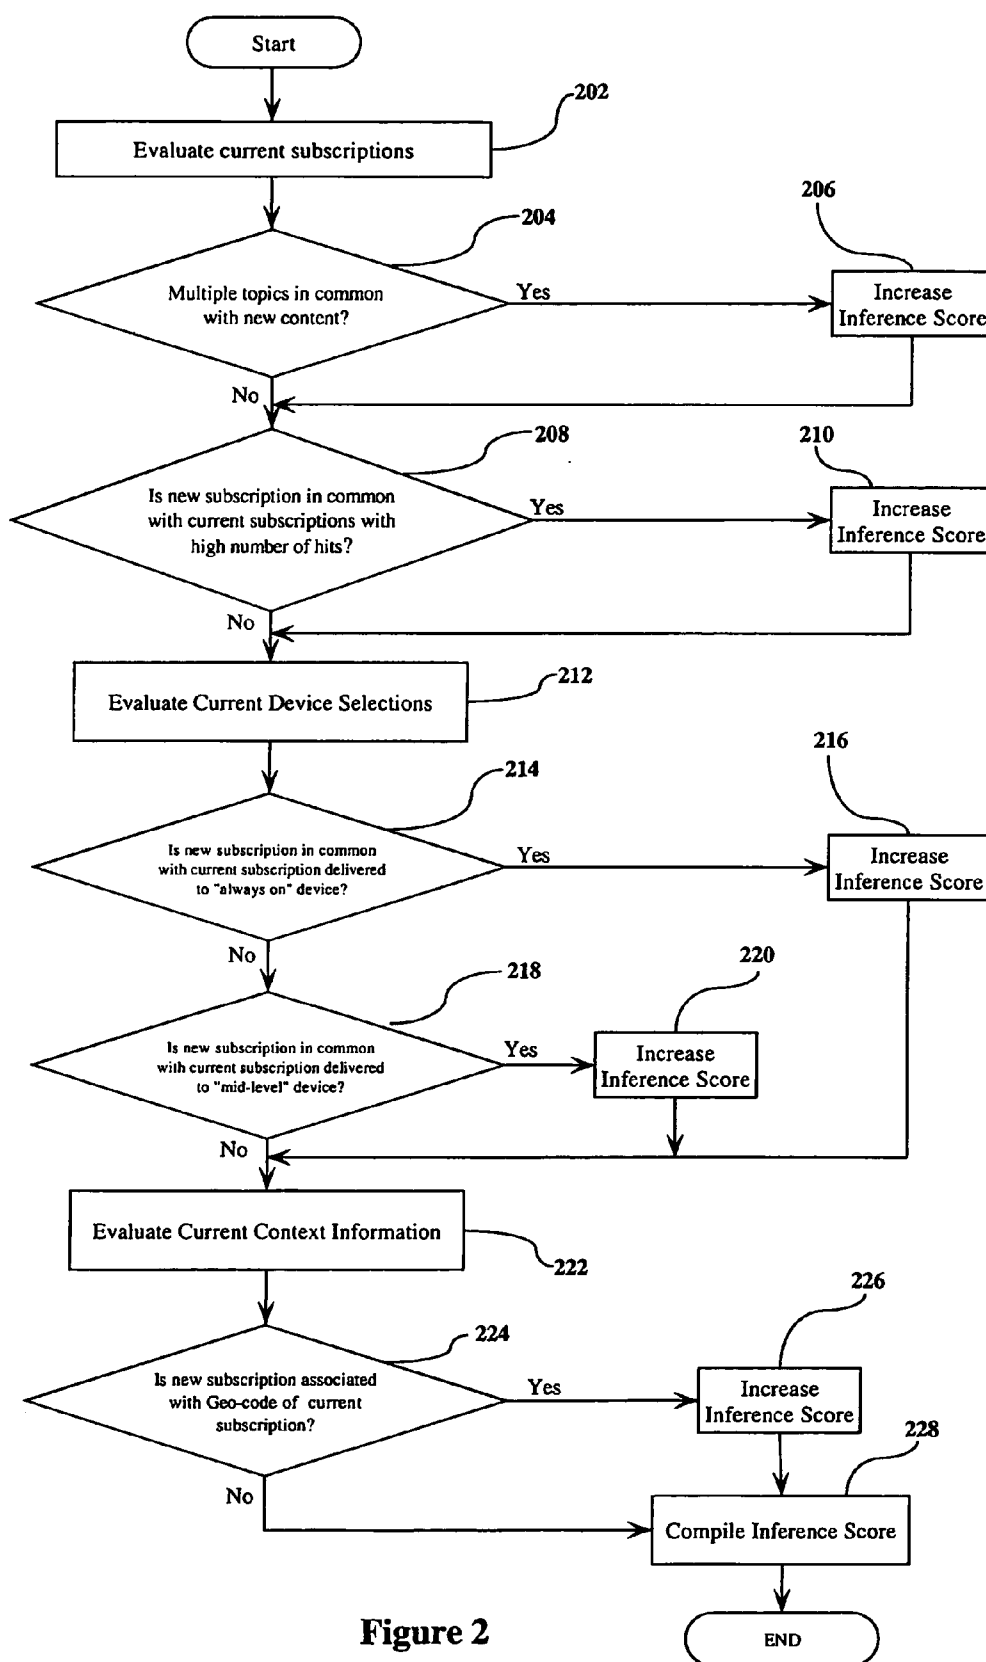 Start
202
Evaluate current subscriptions
204
206
Multiple topics in common
with new content?
Yes
Increase
Inference Score
No
208
210
Is new subscription in common
with current subscriptions with
high number of hits?
Yes
Increase
Inference Score
No
212
Evaluate Current Device Selections
214
216
Is new subscription in common
with current subscription delivered
to "always on" device?
Yes
Increase
Inference Score
No
218
220
Is new subscription in common
with current subscription delivered
to "mid-level" device?
Yes
Increase
Inference Score
No
Evaluate Current Context Information
222
224
226
Is new subscription associated
with Geo-code of current
subscription?
Yes
Increase
Inference Score
228
No
Compile Inference Score
Figure 2
END